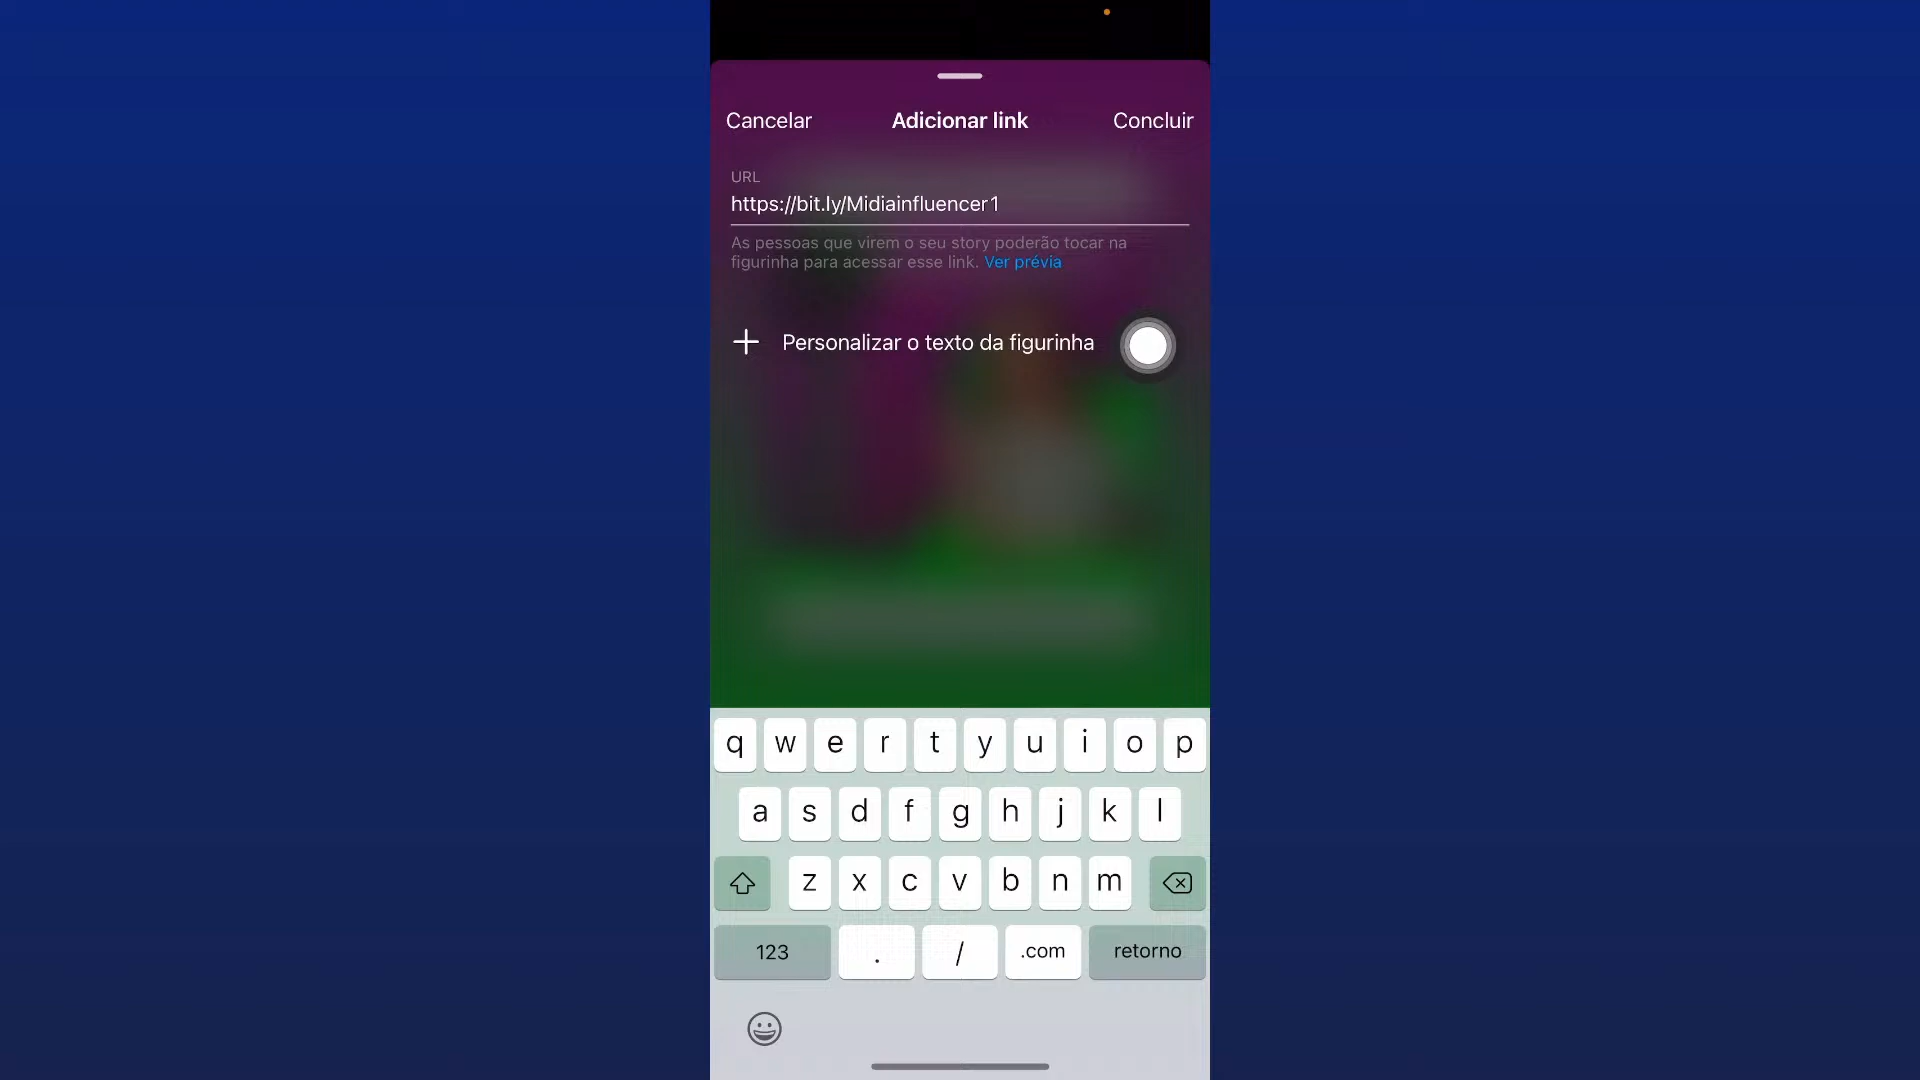 Cancelar Adicionar link Concluir
URL
https://bit.ly/Midiainfluencer1
As pessoas que virem o seu story poderão tocar na
figurinha para acessar esse link. Ver prévia
Personalizar o texto da figurinha
q w e r t y u i o p
a s d f g h j k l
z x c v b n m
123 . / .com retorno